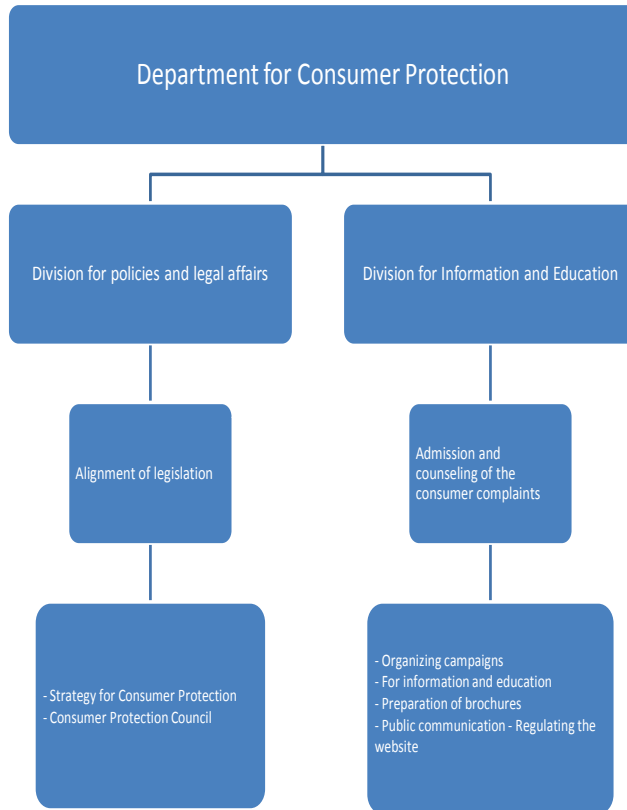 Department for Consumer Protection
Division for policies and legal affairs
Division for Information and Education
Alignment of legislation
Admission and
counseling of the
consumer complaints
- Strategy for Consumer Protection
- Consumer Protection Council
- Organizing campaigns
- For information and education
- Preparation of brochures
- Public communication - Regulating the
website